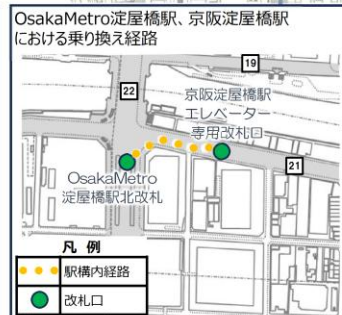 OsakaMetro淀屋橋駅、京阪淀屋橋駅
における乗り換え経路
19
22
京阪淀屋橋駅
エレベーター
専用改札口
21
OsakaMetro
淀屋橋駅北改札
凡 例
駅構内経路
改札口